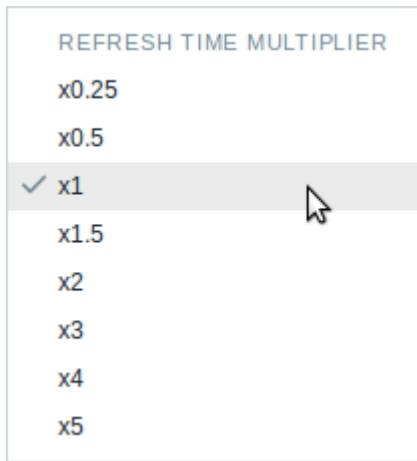 REFRESH TIME MULTIPLIER
x0.25
x0.5
x1
x1.5
x2
x3
x4
x5